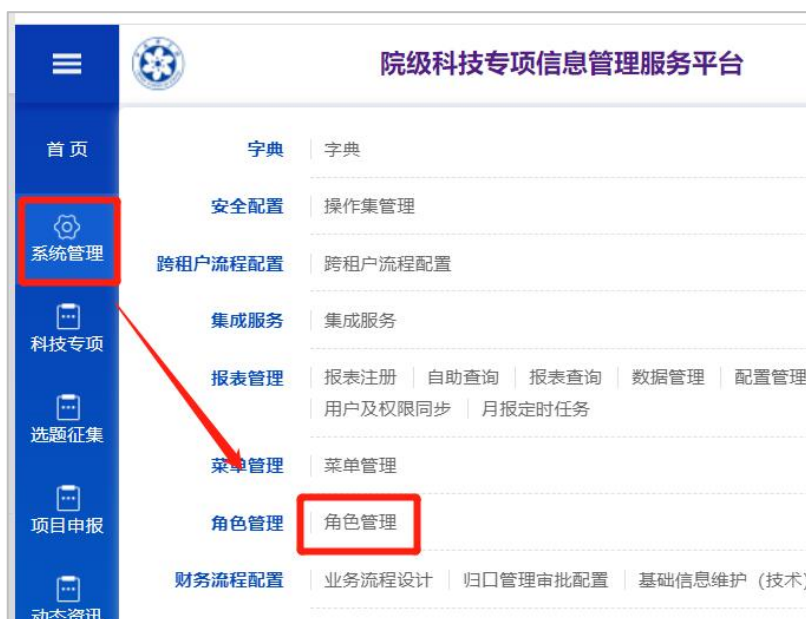 院级科技专项信息管理服务平台
首 页
系统管理
科技专项
选题征集
项目申报
动态资讯
字典 字典
安全配置 操作集管理
跨租户流程配置 跨租户流程配置
集成服务 集成服务
报表管理 报表注册 自助查询 报表查询 数据管理 配置管理
用户及权限同步 月报定时任务
菜单管理 菜单管理
角色管理 角色管理
财务流程配置 业务流程设计 归口管理审批配置 基础信息维护（技术）